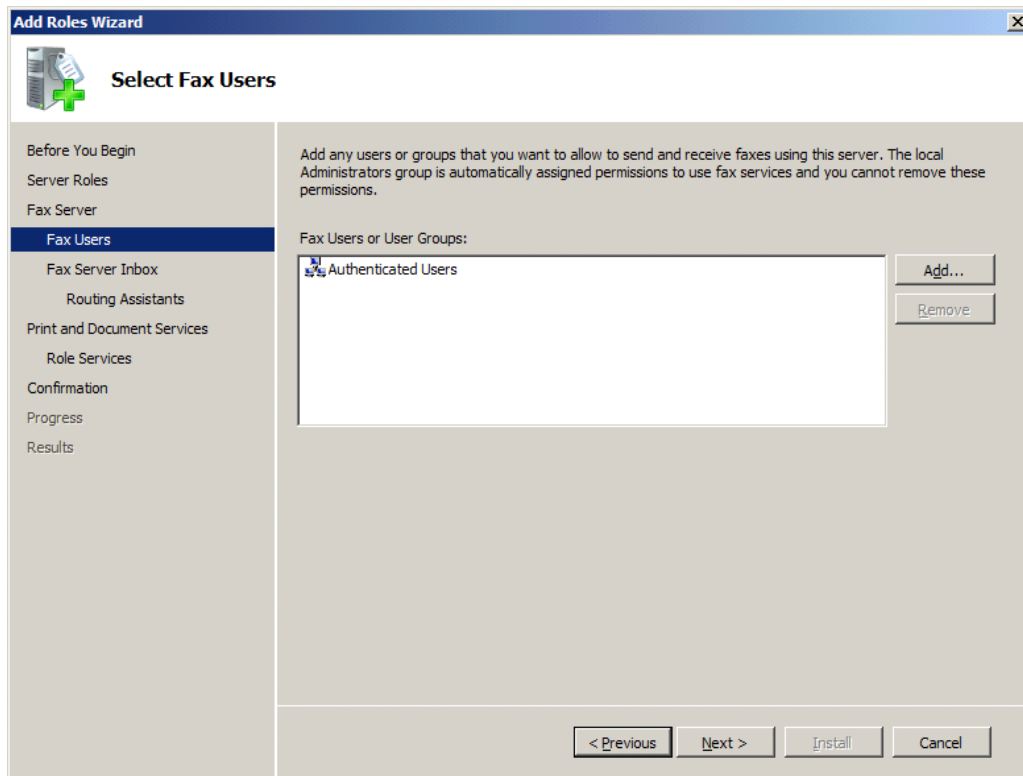 Add Roles Wizard
Select Fax Users
Before You Begin
Server Roles
Fax Server
Fax Users
Fax Server Inbox
Routing Assistants
Print and Document Services
Role Services
Confirmation
Progress
Results
Add any users or groups that you want to allow to send and receive faxes using this server. The local
Administrators group is automatically assigned permissions to use fax services and you cannot remove these
permissions.
Fax Users or User Groups:
Authenticated Users
Add...
Remove
< Previous
Next >
Install
Cancel